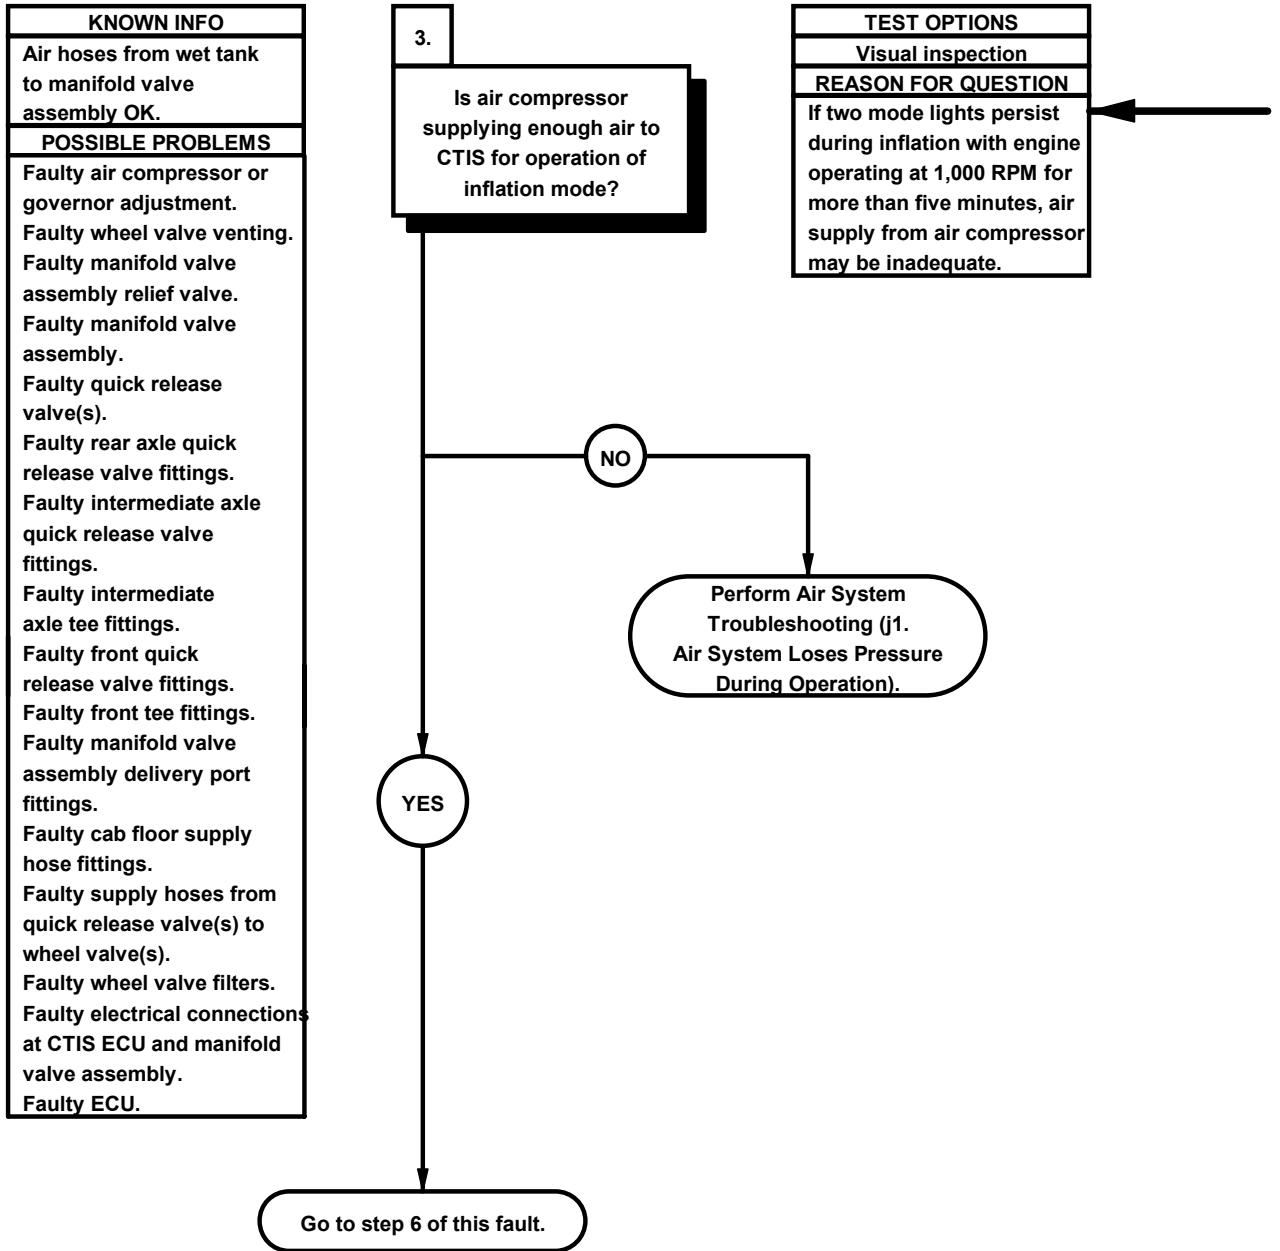 KNOWN INFO
Air hoses from wet tank
to manifold valve
assembly OK.
POSSIBLE PROBLEMS
Faulty air compressor or
governor adjustment.
Faulty wheel valve venting.
Faulty manifold valve
assembly relief valve.
Faulty manifold valve
assembly.
Faulty quick release
valve(s).
Faulty rear axle quick
release valve fittings.
Faulty intermediate axle
quick release valve
fittings.
Faulty intermediate
axle tee fittings.
Faulty front quick
release valve fittings.
Faulty front tee fittings.
Faulty manifold valve
assembly delivery port
fittings.
Faulty cab floor supply
hose fittings.
Faulty supply hoses from
quick release valve(s) to
wheel valve(s).
Faulty wheel valve filters.
Faulty electrical connections
at CTIS ECU and manifold
valve assembly.
Faulty ECU.
3.
Is air compressor
supplying enough air to
CTIS for operation of
inflation mode?
TEST OPTIONS
Visual inspection
REASON FOR QUESTION
If two mode lights persist
during inflation with engine
operating at 1,000 RPM for
more than five minutes, air
supply from air compressor
may be inadequate.
NO
Perform Air System
Troubleshooting (j1.
Air System Loses Pressure
During Operation).
YES
Go to step 6 of this fault.